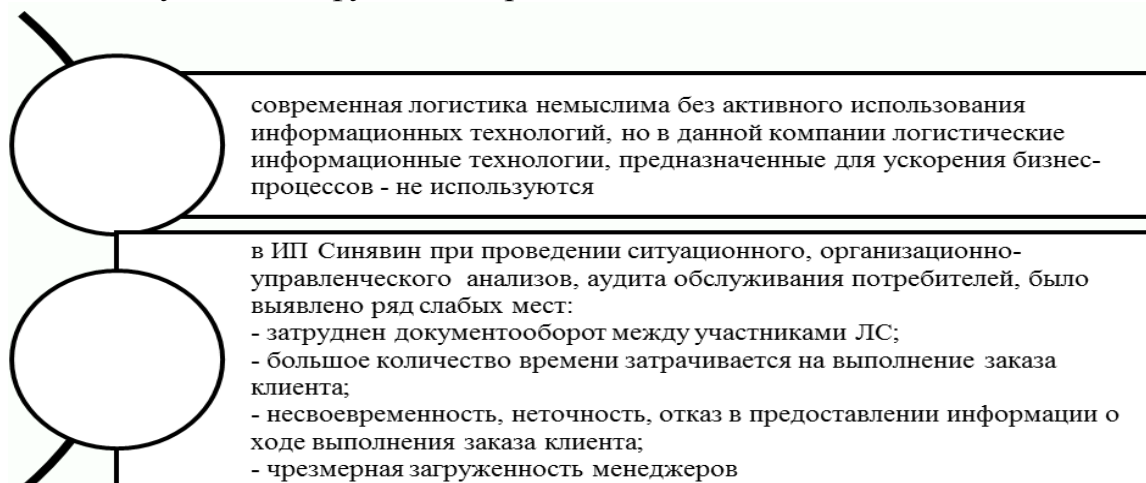 современная логистика немыслима без активного использования
информационных технологий, но в данной компании логистические
информационные технологии, предназначенные для ускорения бизнес-
процессов - не используются
в ИП Синявин при проведении ситуационного, организационно-
управленческого анализов, аудита обслуживания потребителей, было
выявлено ряд слабых мест:
- затруднен документооборот между участниками ЛС;
- большое количество времени затрачивается на выполнение заказа
клиента;
- несвоевременность, неточность, отказ в предоставлении информации о
ходе выполнения заказа клиента;
- чрезмерная загруженность менеджеров